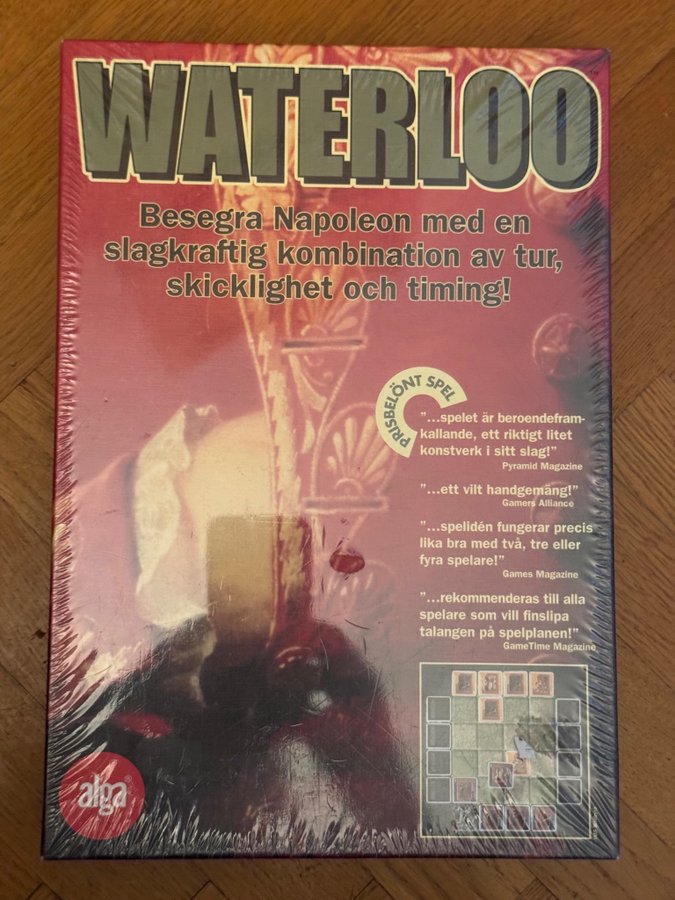 WATERLOO
Besegra Napoleon med en
slagkraftig kombination av tur,
skicklighet och timing!
PRISBELÖNT SPEL
"...spelet är beroendefram-
kallande, ett riktigt litet
konstverk i sitt slag!"
Pyramid Magazine
"...ett vilt handgemäng!"
Gamers Alliance
"...spelidén fungerar precis
lika bra med två, tre eller
fyra spelare!"
Games Magazine
"...rekommenderas till alla
spelare som vill finslipa
talangen på spelplanen!"
GameTime Magazine
alga